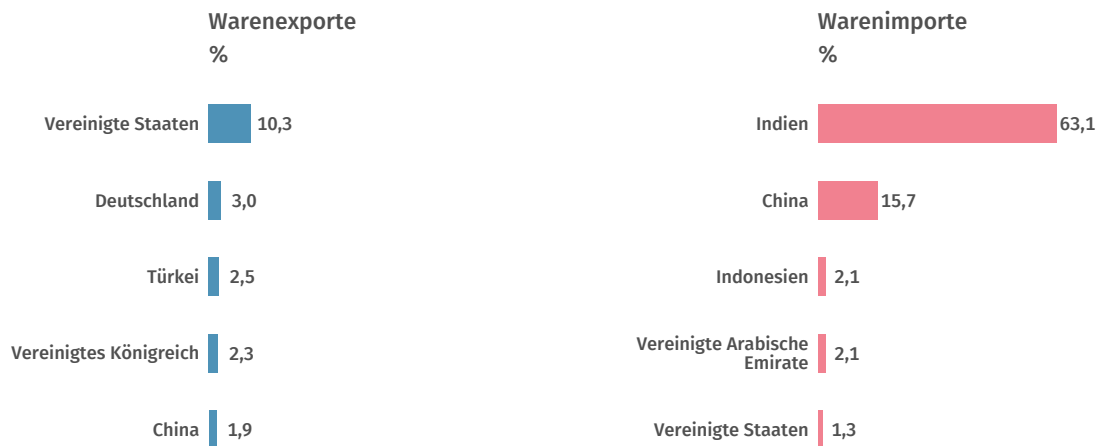 Warenexporte
%
Vereinigte Staaten 10,3
Deutschland 3,0
Türkei 2,5
Vereinigtes Königreich 2,3
China 1,9
Warenimporte
%
Indien 63,1
China 15,7
Indonesien 2,1
Vereinigte Arabische
Emirate 2,1
Vereinigte Staaten 1,3